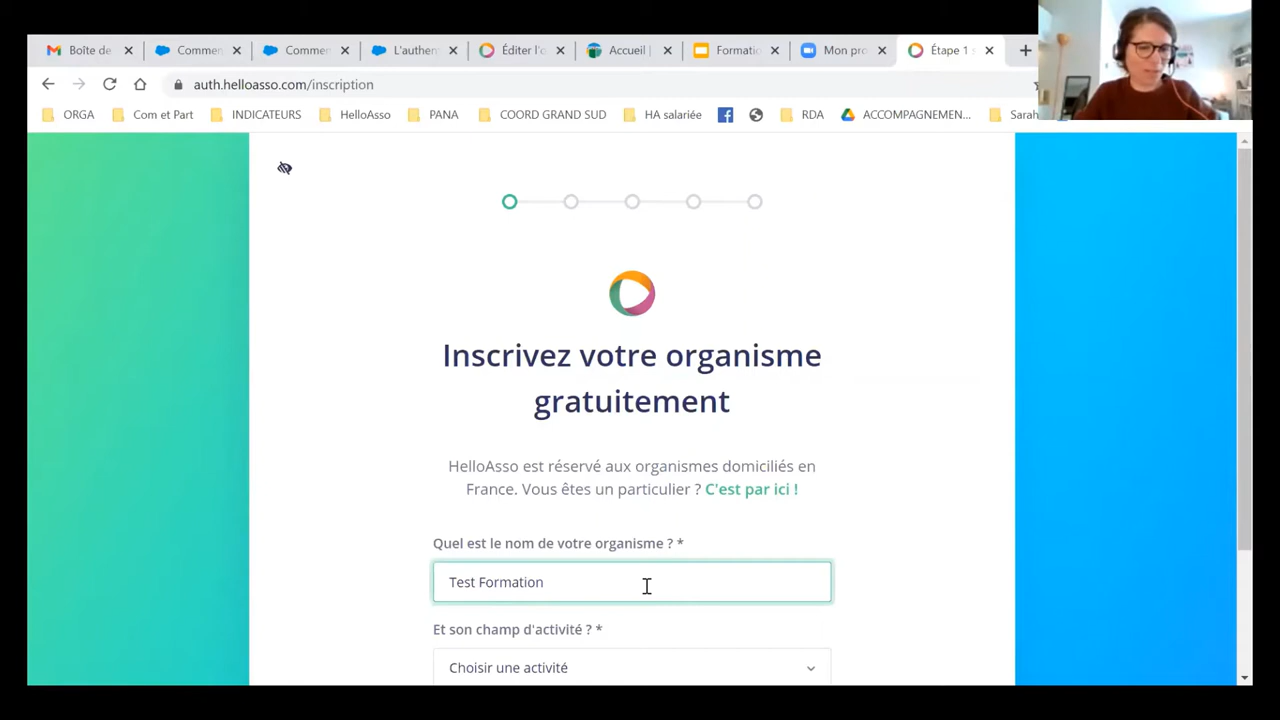 Boîte de
Commen
Commen
L'authen
Éditer l'o
Accueil |
Formatio
Mon pro
Étape 1 s
auth.helloasso.com/inscription
ORGA
Com et Part
INDICATEURS
HelloAsso
PANA
COORD GRAND SUD
HA salariée
RDA
ACCOMPAGNEMEN...
Sarah
Inscrivez votre organisme
gratuitement
HelloAsso est réservé aux organismes domiciliés en
France. Vous êtes un particulier ? C'est par ici !
Quel est le nom de votre organisme ? *
Test Formation
Et son champ d'activité ? *
Choisir une activité